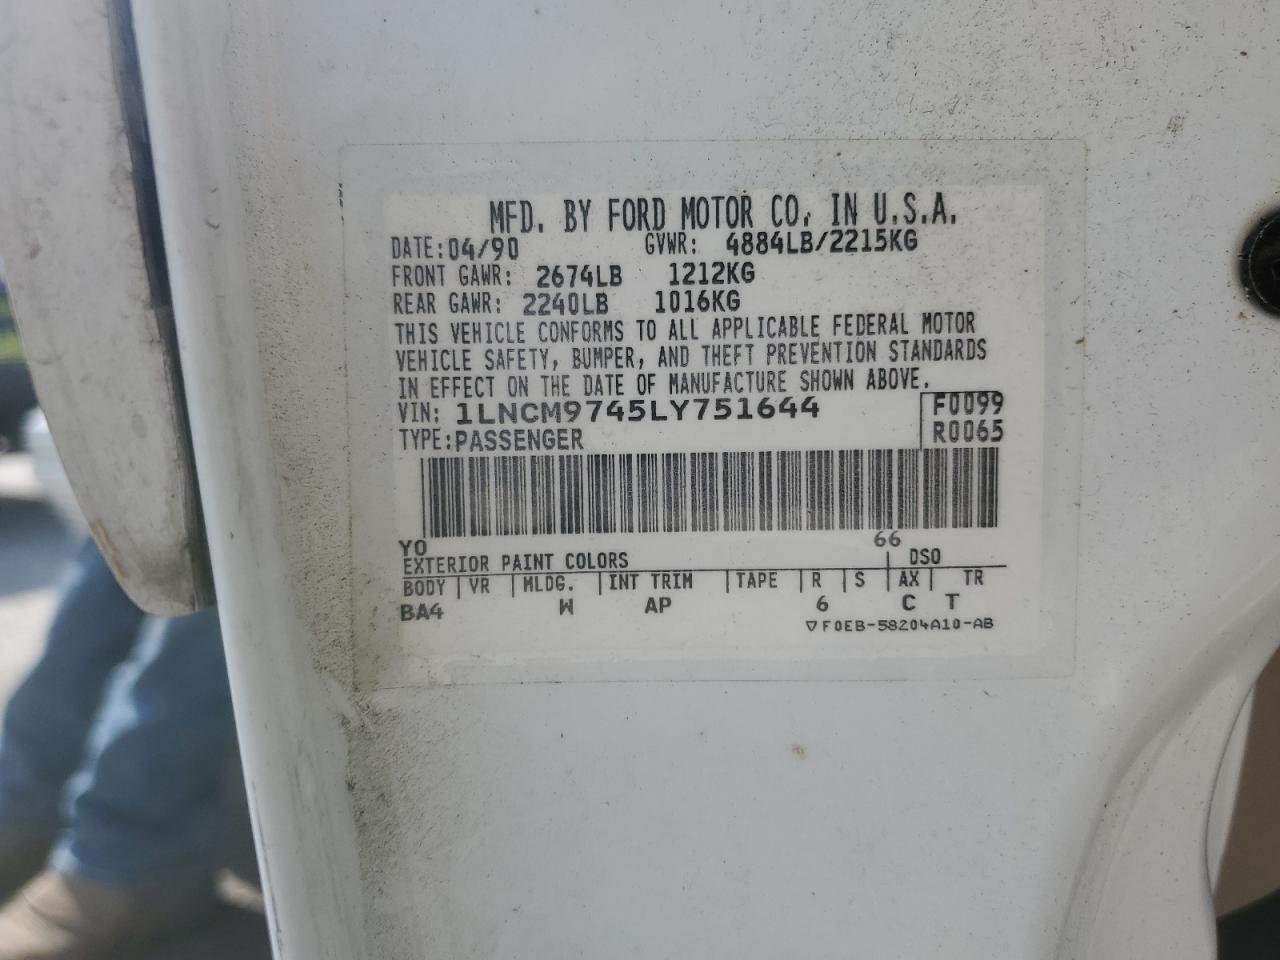 MFD. BY FORD MOTOR CO. IN U.S.A.
DATE: 04/90 GVWR: 4884LB/2215KG
FRONT GAWR: 2674LB 1212KG
REAR GAWR: 2240LB 1016KG
THIS VEHICLE CONFORMS TO ALL APPLICABLE FEDERAL MOTOR
VEHICLE SAFETY, BUMPER, AND THEFT PREVENTION STANDARDS
IN EFFECT ON THE DATE OF MANUFACTURE SHOWN ABOVE.
VIN: 1LNCM9745LY751644 F0099
TYPE: PASSENGER R0065
YO 66
EXTERIOR PAINT COLORS DSO
BODY VR MLDG. INT TRIM TAPE R S AX TR
BA4 W AP 6 C T
▽F0EB-58204A10-AB